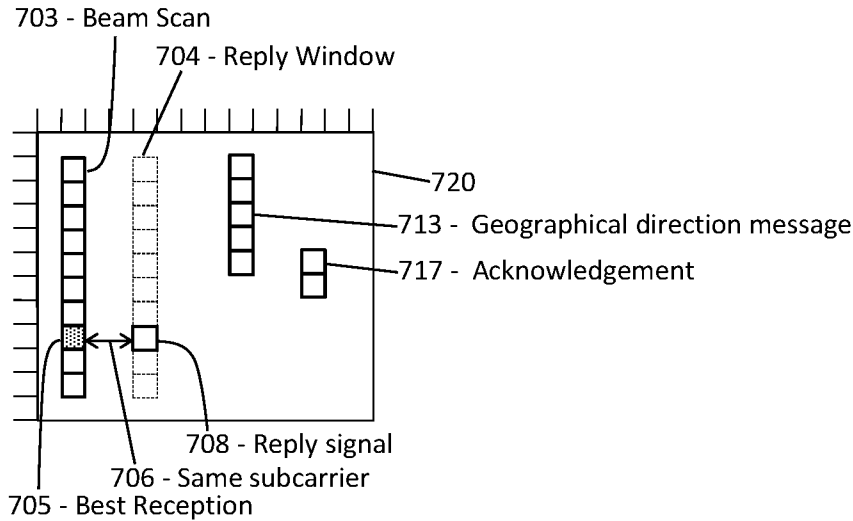 703 - Beam Scan
704 - Reply Window
720
713 - Geographical direction message
717 - Acknowledgement
708 - Reply signal
706 - Same subcarrier
705 - Best Reception